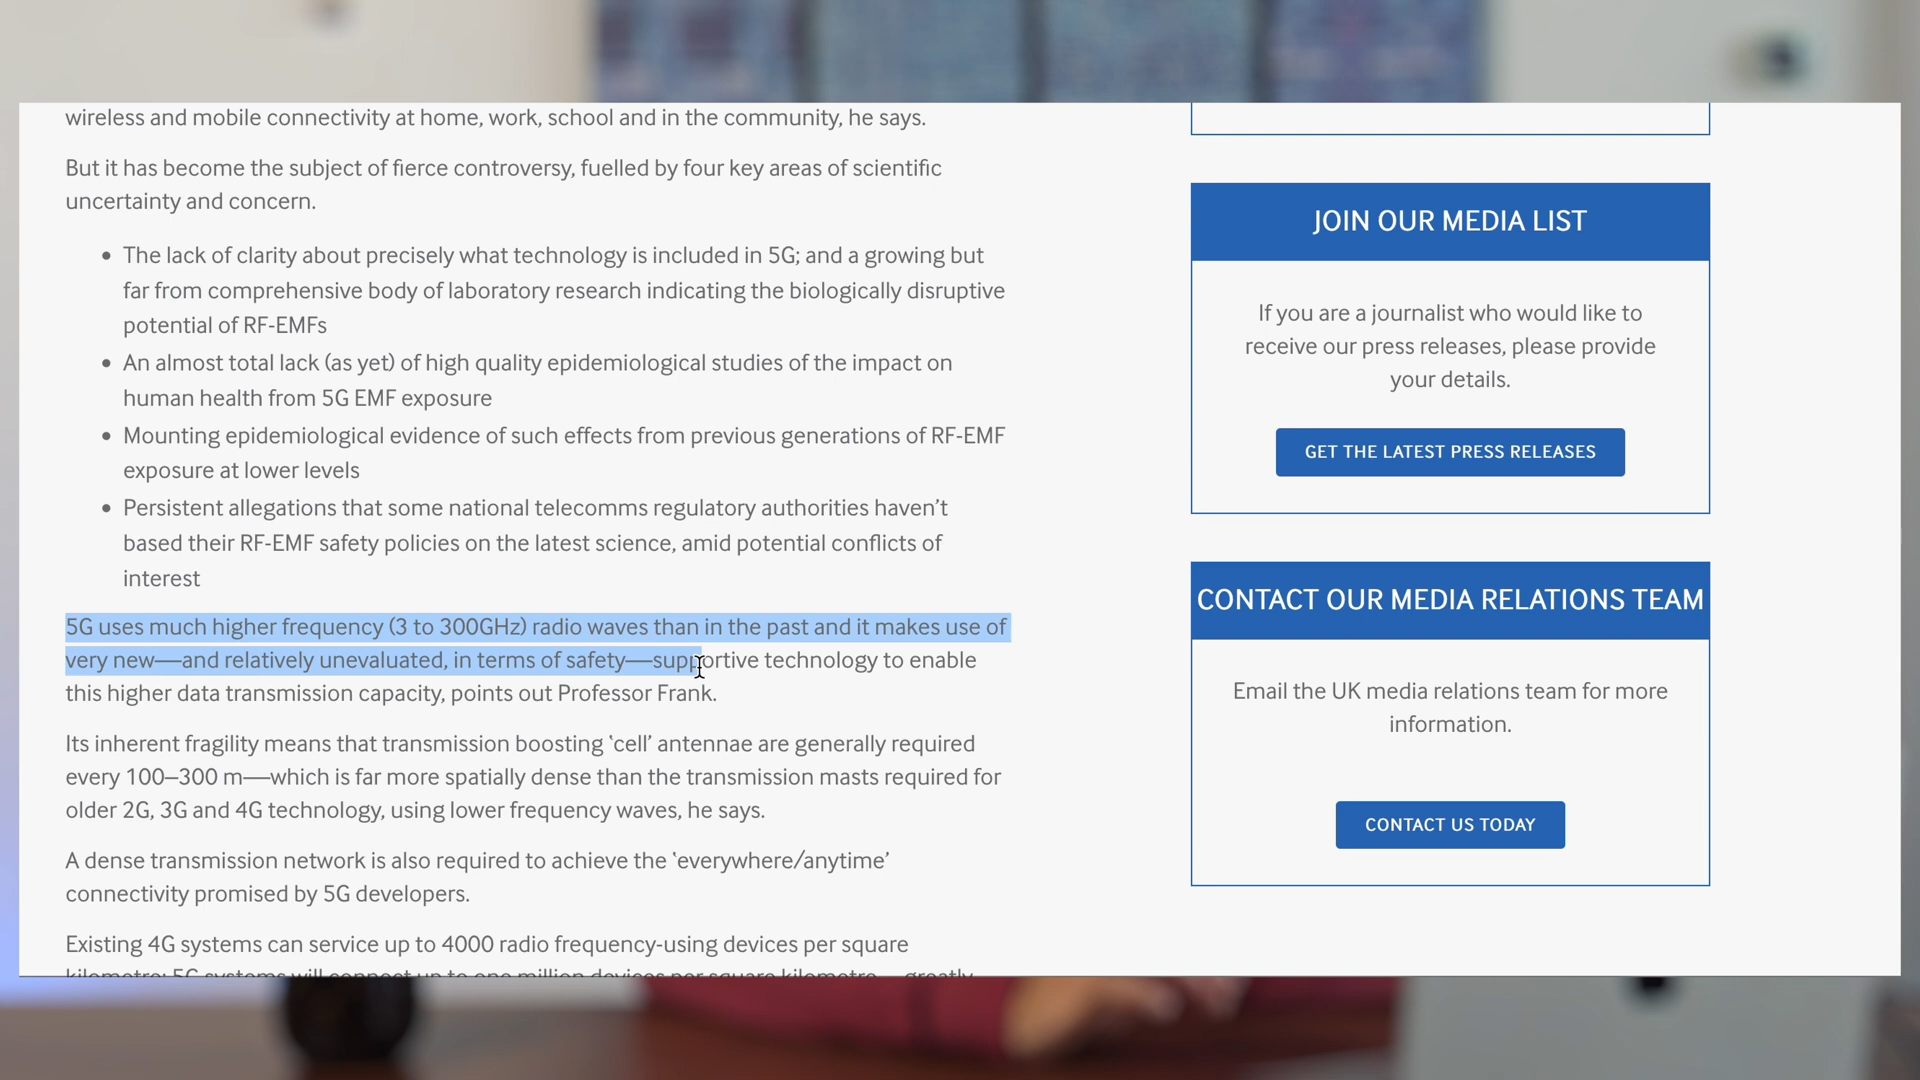 wireless and mobile connectivity at home, work, school and in the community, he says.
But it has become the subject of fierce controversy, fuelled by four key areas of scientific
uncertainty and concern.
• The lack of clarity about precisely what technology is included in 5G; and a growing but
far from comprehensive body of laboratory research indicating the biologically disruptive
potential of RF-EMFs
• An almost total lack (as yet) of high quality epidemiological studies of the impact on
human health from 5G EMF exposure
• Mounting epidemiological evidence of such effects from previous generations of RF-EMF
exposure at lower levels
• Persistent allegations that some national telecomms regulatory authorities haven’t
based their RF-EMF safety policies on the latest science, amid potential conflicts of
interest
5G uses much higher frequency (3 to 300GHz) radio waves than in the past and it makes use of
very new—and relatively unevaluated, in terms of safety—supportive technology to enable
this higher data transmission capacity, points out Professor Frank.
Its inherent fragility means that transmission boosting ‘cell’ antennae are generally required
every 100–300 m—which is far more spatially dense than the transmission masts required for
older 2G, 3G and 4G technology, using lower frequency waves, he says.
A dense transmission network is also required to achieve the ‘everywhere/anytime’
connectivity promised by 5G developers.
Existing 4G systems can service up to 4000 radio frequency-using devices per square
kilometre; 5G systems will connect up to one million devices per square kilometre—greatly
JOIN OUR MEDIA LIST
If you are a journalist who would like to
receive our press releases, please provide
your details.
GET THE LATEST PRESS RELEASES
CONTACT OUR MEDIA RELATIONS TEAM
Email the UK media relations team for more
information.
CONTACT US TODAY